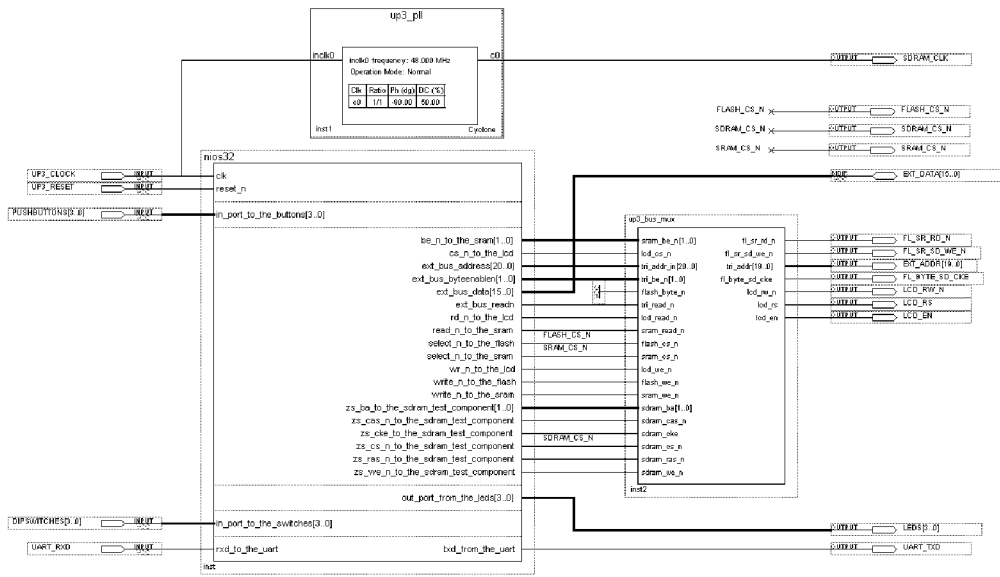 up3_pll
inclk0
inclk0 frequency: 48.000 MHz
Operation Mode: Normal
Clk Ratio Ph (dg) DC (%)
c0 1/1 -90.00 50.00
c0
inst1
Cyclone
OUTPUT SDRAM_CLK
FLASH_CS_N OUTPUT FLASH_CS_N
SDRAM_CS_N OUTPUT SDRAM_CS_N
SRAM_CS_N OUTPUT SRAM_CS_N
EXT_DATA[15..0]
UP3_CLOCK INPUT
UP3_RESET INPUT
PUSHBUTTONS[3..0] INPUT
DIPSWITCHES[3..0] INPUT
UART_RXD INPUT
nios32
clk
reset_n
in_port_to_the_buttons[3..0]
be_n_to_the_sram[1..0]
cs_n_to_the_lcd
ext_bus_address[20..0]
ext_bus_byteenablen[1..0]
ext_bus_data[15..0]
ext_bus_readn
rd_n_to_the_lcd
read_n_to_the_sram
select_n_to_the_flash
select_n_to_the_sram
wr_n_to_the_lcd
write_n_to_the_flash
write_n_to_the_sram
zs_ba_to_the_sdram_test_component[1..0]
zs_cas_n_to_the_sdram_test_component
zs_cke_to_the_sdram_test_component
zs_cs_n_to_the_sdram_test_component
zs_ras_n_to_the_sdram_test_component
zs_we_n_to_the_sdram_test_component
out_port_from_the_leds[3..0]
in_port_to_the_switches[3..0]
rxd_to_the_uart
txd_from_the_uart
inst
FLASH_CS_N
SRAM_CS_N
SDRAM_CS_N
up3_bus_mux
sram_be_n[1..0]
lcd_cs_n
tri_addr_in[20..0]
tri_be_n[1..0]
flash_byte_n
tri_read_n
lcd_read_n
sram_read_n
flash_cs_n
sram_cs_n
lcd_we_n
flash_we_n
sram_we_n
sdram_ba[1..0]
sdram_cas_n
sdram_cke
sdram_cs_n
sdram_ras_n
sdram_we_n
fl_sr_rd_n
fl_sr_sd_we_n
tri_addr[19..0]
fl_byte_sd_cke
lcd_rw_n
lcd_rs
lcd_en
inst2
OUTPUT FL_SR_RD_N
OUTPUT FL_SR_SD_WE_N
OUTPUT EXT_ADDR[19..0]
OUTPUT FL_BYTE_SD_CKE
OUTPUT LCD_RW_N
OUTPUT LCD_RS
OUTPUT LCD_EN
OUTPUT LEDS[3..0]
OUTPUT UART_TXD